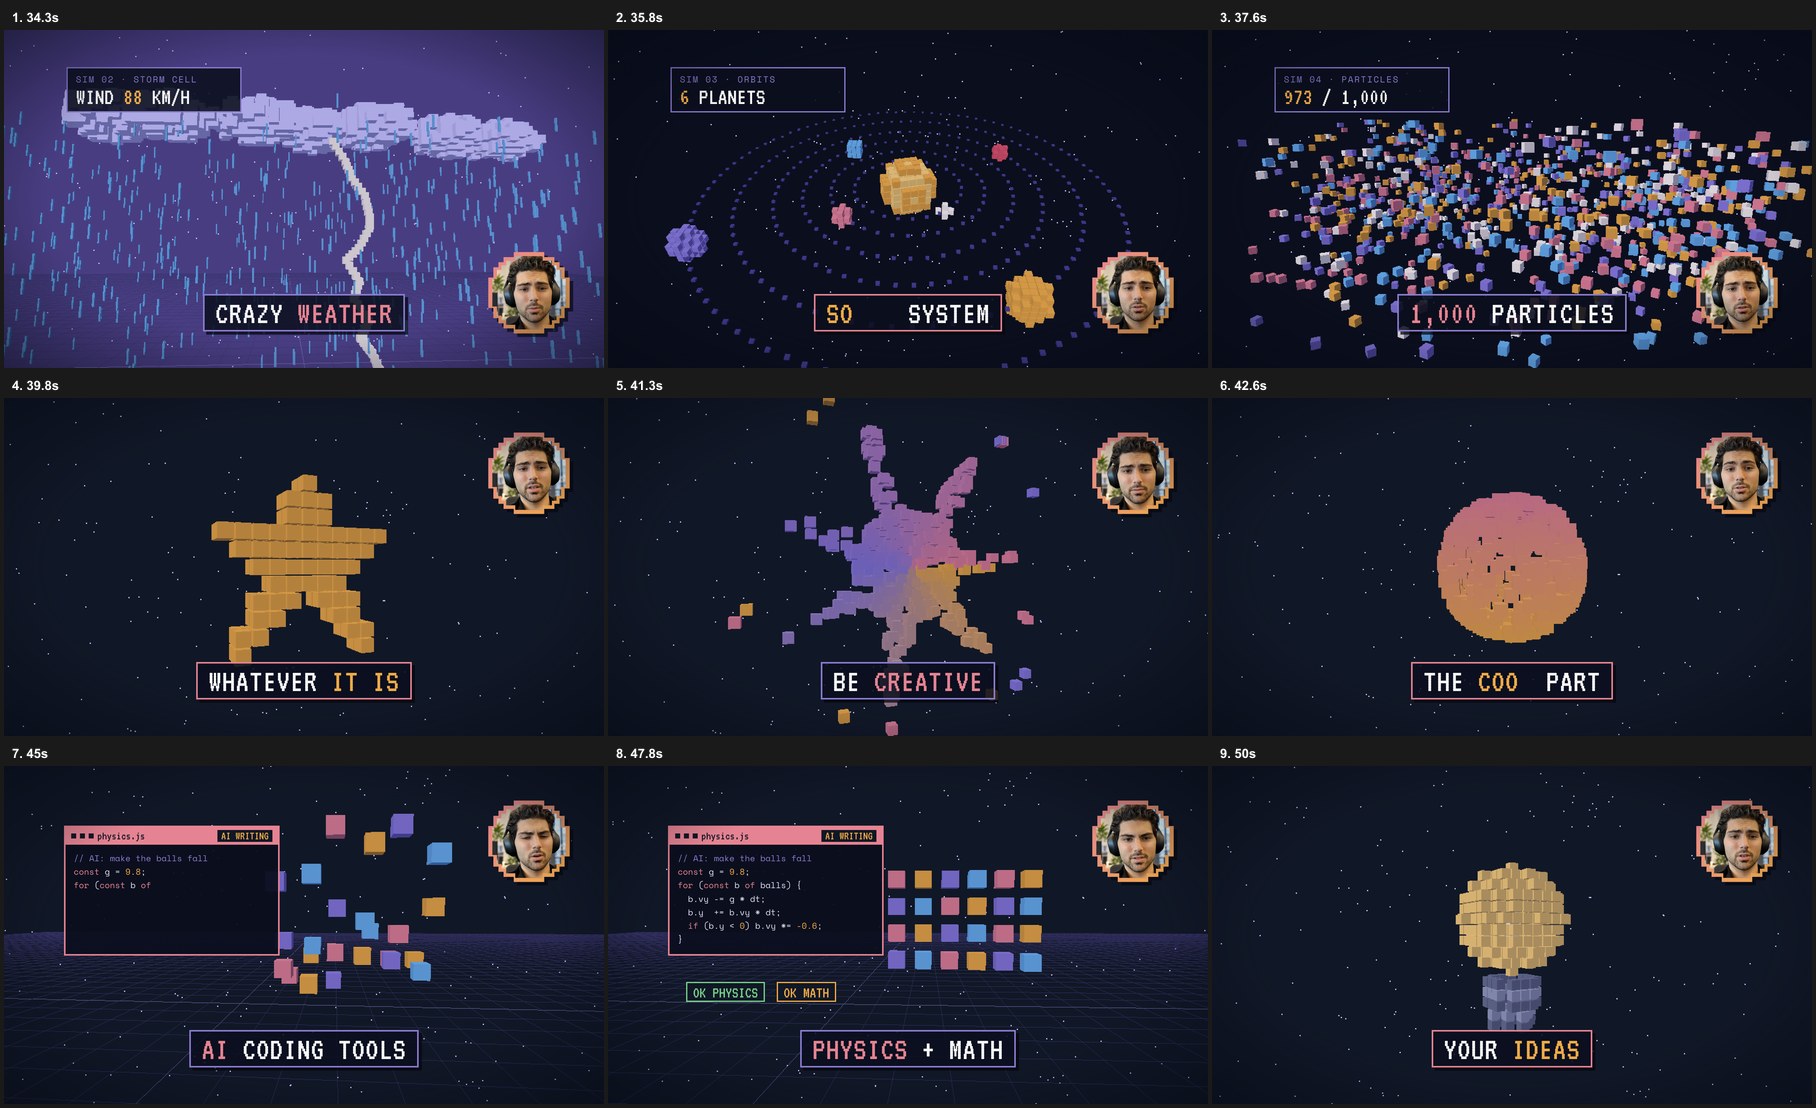 1. 34.3s
SIM 02 · STORM CELL
WIND 88 KM/H
CRAZY WEATHER
2. 35.8s
SIM 03 · ORBITS
6 PLANETS
SO SYSTEM
3. 37.6s
SIM 04 · PARTICLES
973 / 1,000
1,000 PARTICLES
4. 39.8s
WHATEVER IT IS
5. 41.3s
BE CREATIVE
6. 42.6s
THE COO PART
7. 45s
physics.js
AI WRITING
// AI: make the balls fall
const g = 9.8;
for (const b of
AI CODING TOOLS
8. 47.8s
physics.js
AI WRITING
// AI: make the balls fall
const g = 9.8;
for (const b of balls) {
b.vy -= g * dt;
b.y += b.vy * dt;
if (b.y < 0) b.vy *= -0.6;
}
OK PHYSICS
OK MATH
PHYSICS + MATH
9. 50s
YOUR IDEAS